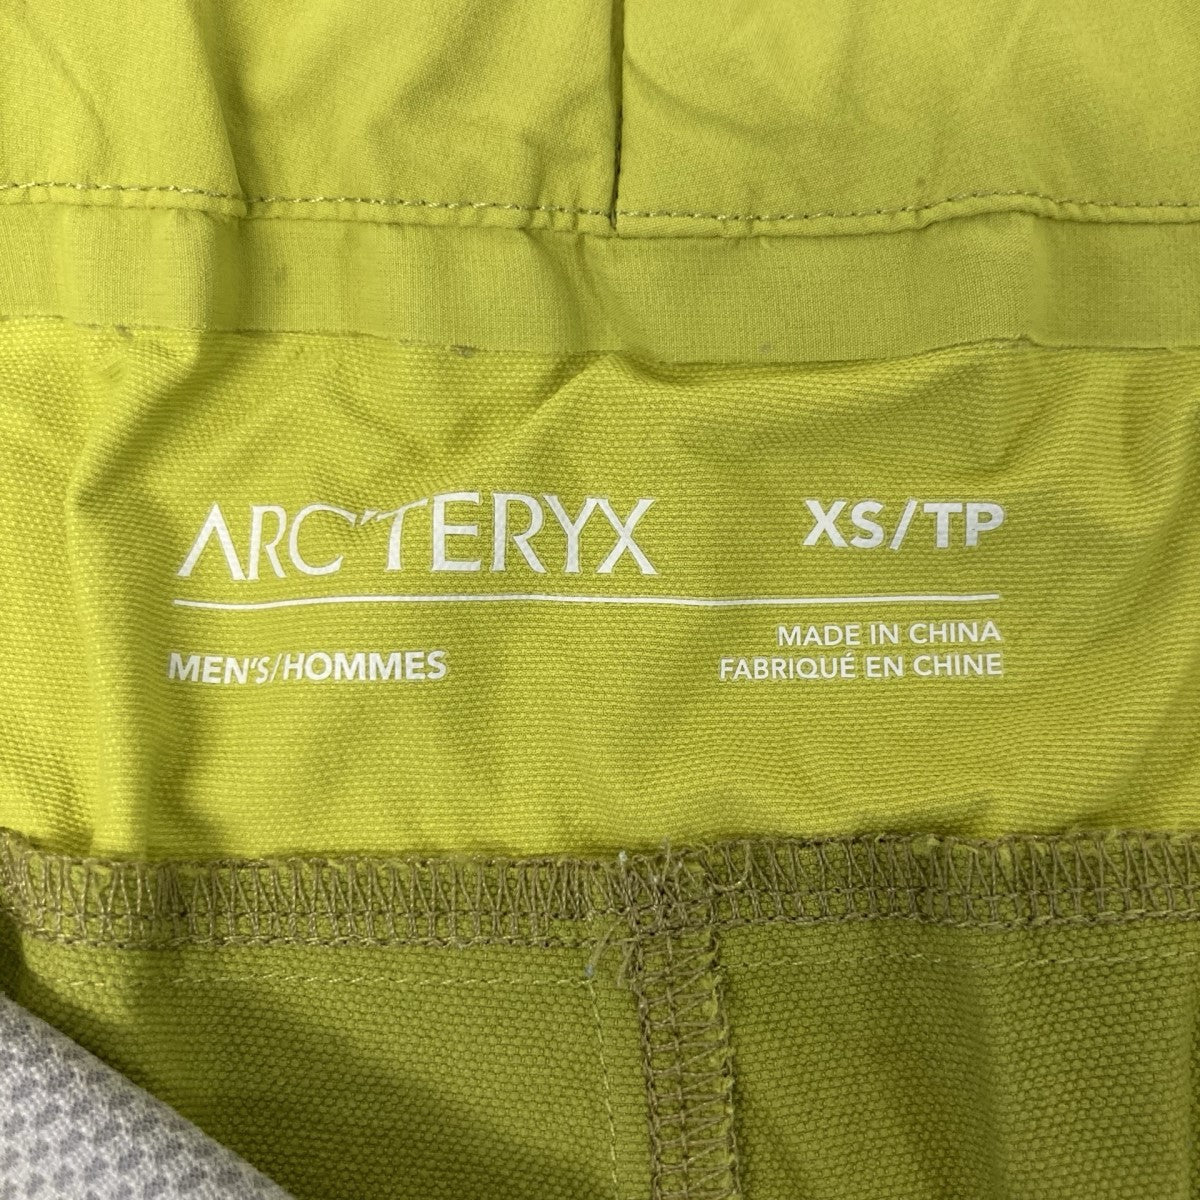 ARC'TERYX XS/TP
MEN'S/HOMMES MADE IN CHINA
FABRIQUÉ EN CHINE